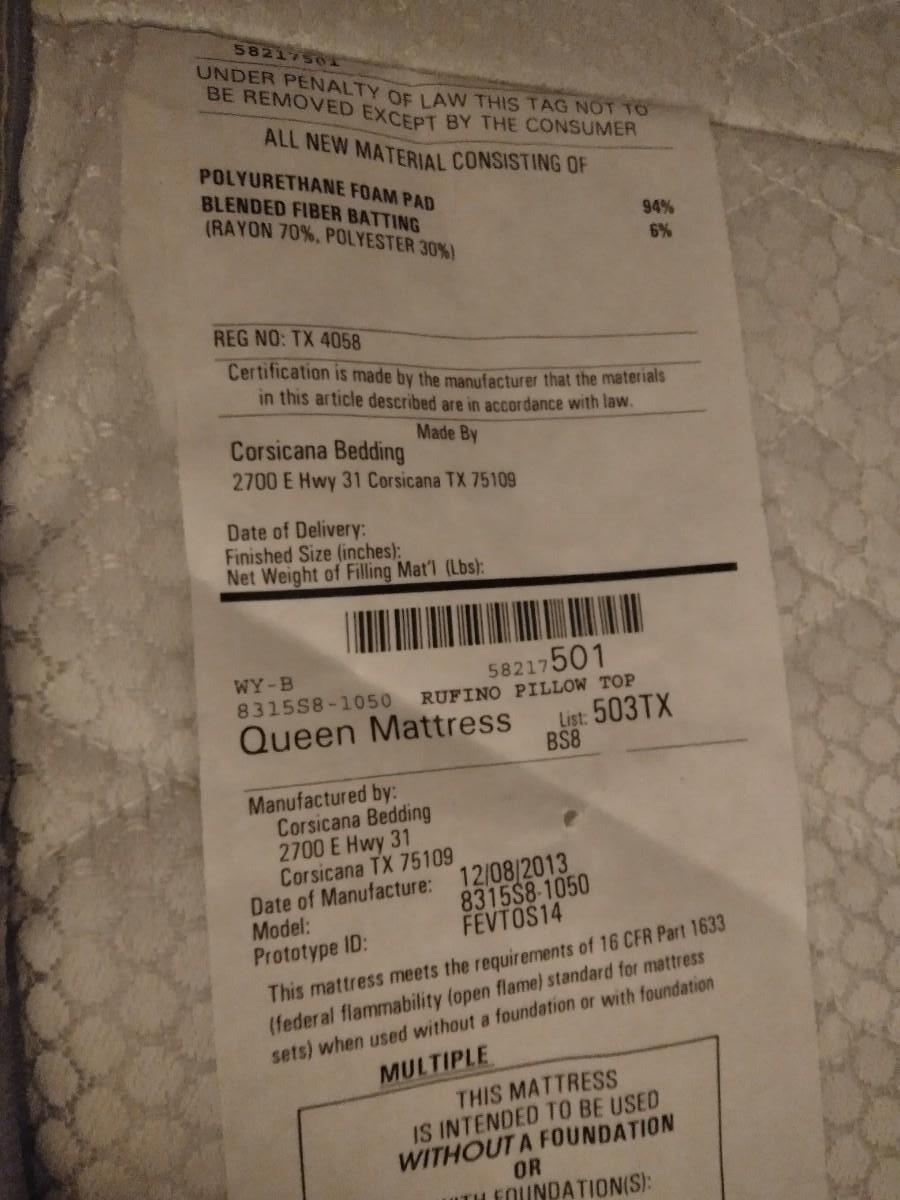 58217501
UNDER PENALTY OF LAW THIS TAG NOT TO
BE REMOVED EXCEPT BY THE CONSUMER
ALL NEW MATERIAL CONSISTING OF
POLYURETHANE FOAM PAD 94%
BLENDED FIBER BATTING 6%
(RAYON 70%, POLYESTER 30%)
REG NO: TX 4058
Certification is made by the manufacturer that the materials
in this article described are in accordance with law.
Made By
Corsicana Bedding
2700 E Hwy 31 Corsicana TX 75109
Date of Delivery:
Finished Size (inches):
Net Weight of Filling Mat'l (Lbs):
58217501
WY-B
8315S8-1050 RUFINO PILLOW TOP
Queen Mattress List: 503TX
BS8
Manufactured by:
Corsicana Bedding
2700 E Hwy 31
Corsicana TX 75109
Date of Manufacture: 12/08/2013
Model: 8315S8-1050
Prototype ID: FEVTOS14
This mattress meets the requirements of 16 CFR Part 1633
(federal flammability (open flame) standard for mattress
sets) when used without a foundation or with foundation
MULTIPLE
THIS MATTRESS
IS INTENDED TO BE USED
WITHOUT A FOUNDATION
OR
WITH FOUNDATION(S):